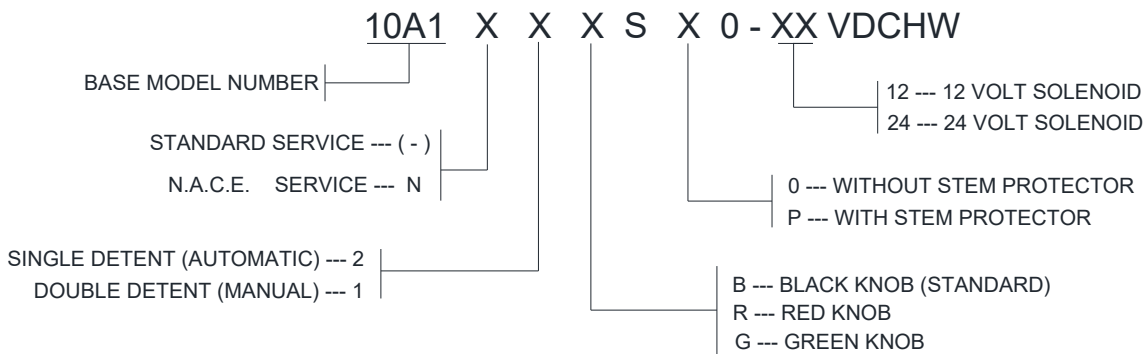 10A1 X X X S X 0 - XX VDCHW
BASE MODEL NUMBER
12 --- 12 VOLT SOLENOID
24 --- 24 VOLT SOLENOID
STANDARD SERVICE --- ( - )
N.A.C.E. SERVICE --- N
0 --- WITHOUT STEM PROTECTOR
P --- WITH STEM PROTECTOR
SINGLE DETENT (AUTOMATIC) --- 2
DOUBLE DETENT (MANUAL) --- 1
B --- BLACK KNOB (STANDARD)
R --- RED KNOB
G --- GREEN KNOB